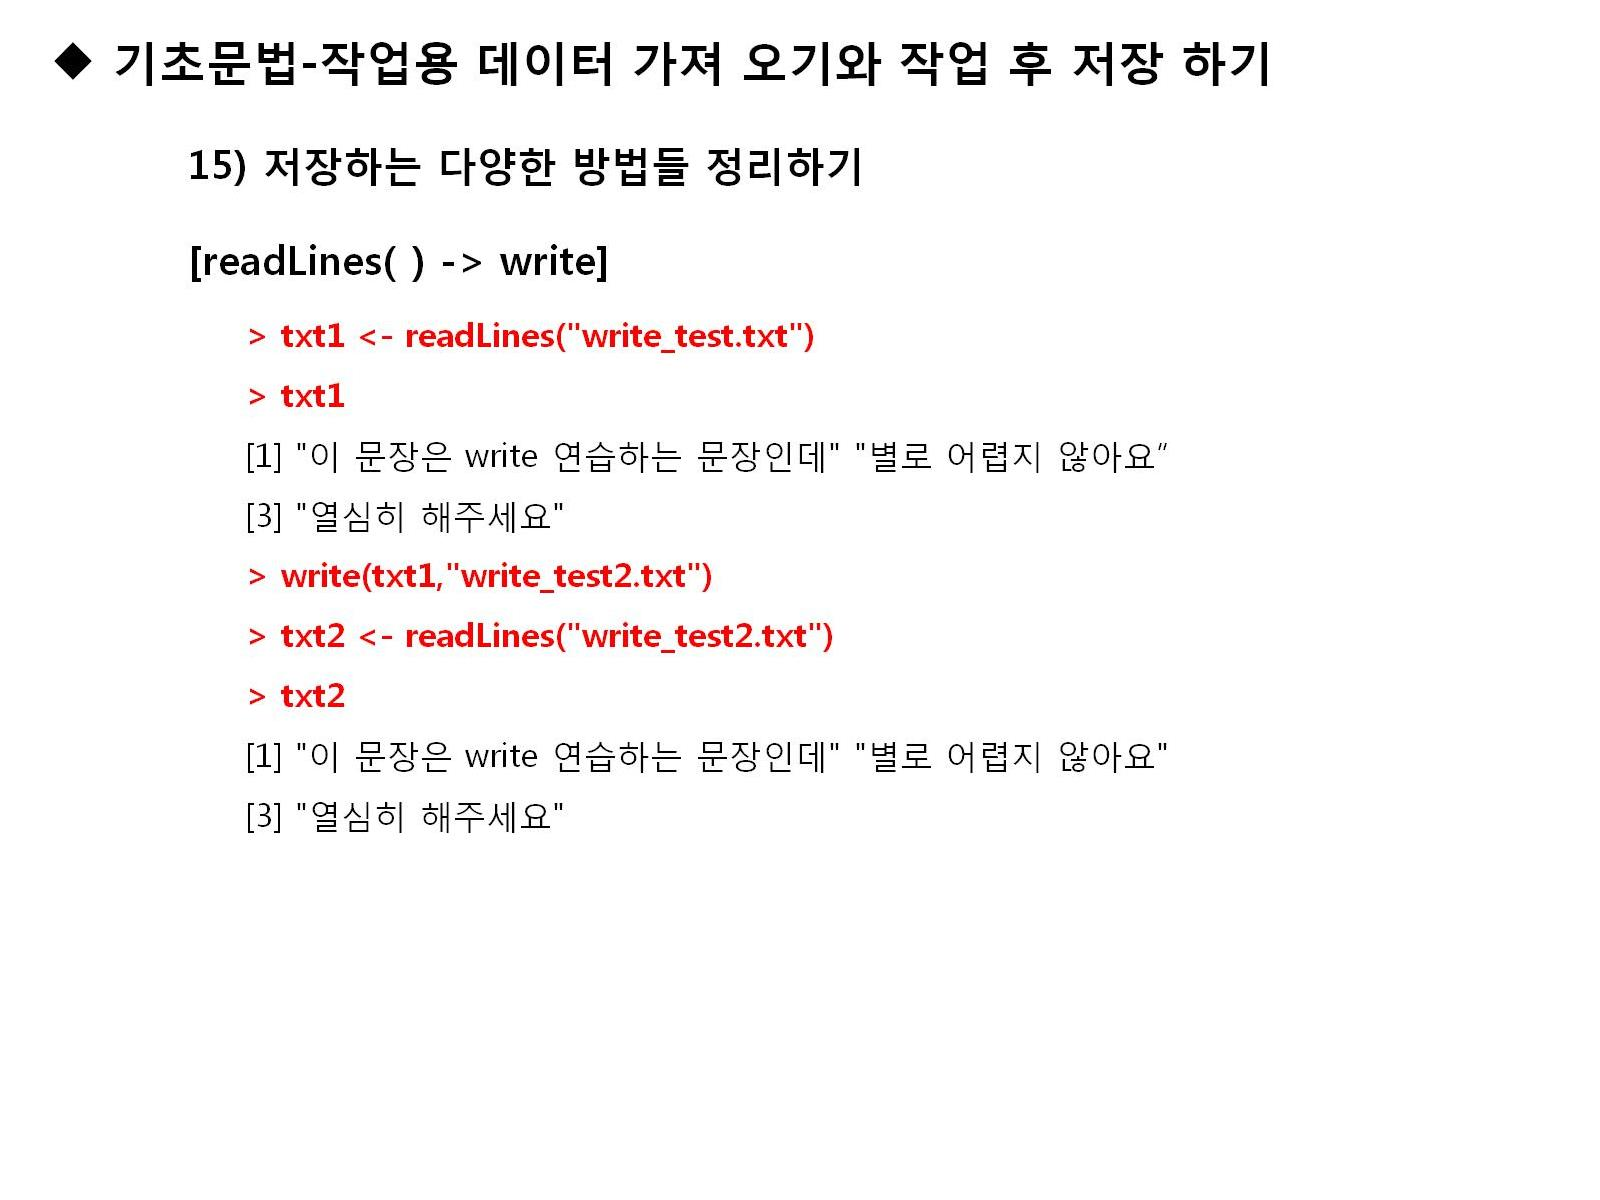 ◆ 기초문법-작업용 데이터 가져 오기와 작업 후 저장 하기
15) 저장하는 다양한 방법들 정리하기
[readLines( ) -> write]
> txt1 <- readLines("write_test.txt")
> txt1
[1] "이 문장은 write 연습하는 문장인데" "별로 어렵지 않아요”
[3] "열심히 해주세요"
> write(txt1,"write_test2.txt")
> txt2 <- readLines("write_test2.txt")
> txt2
[1] "이 문장은 write 연습하는 문장인데" "별로 어렵지 않아요"
[3] "열심히 해주세요"